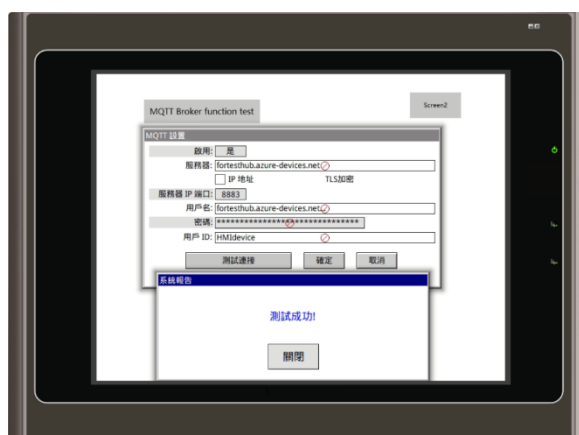 MQTT Broker function test
Screen2
MQTT 設置
啟用: 是
服務器: fortesthub.azure-devices.net
IP 地址 TLS加密
服務器 IP 端口: 8883
用戶名: fortesthub.azure-devices.net/
密碼: **********************************
用戶 ID: HMIdevice
測試連接 確定 取消
系統報告
測試成功!
關閉